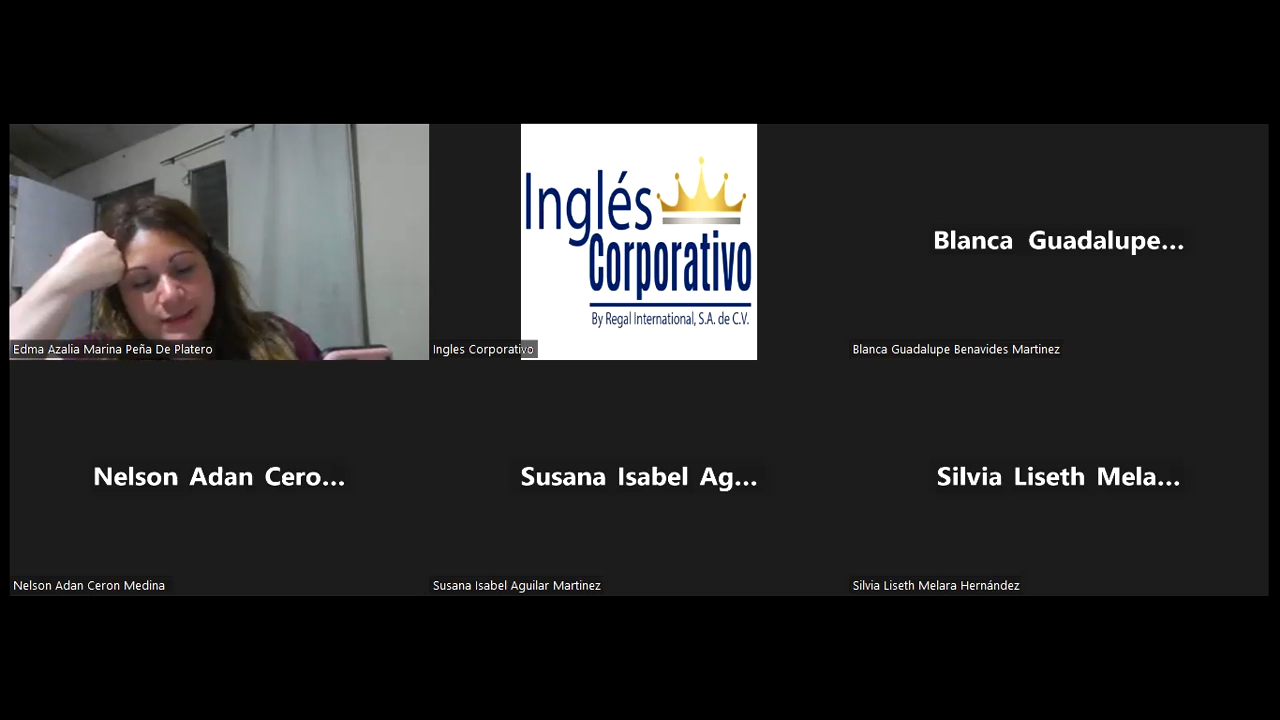 Inglés
Corporativo
By Regal International, S.A. de C.V.
Blanca Guadalupe...
Edma Azalia Marina Peña De Platero
Ingles Corporativo
Blanca Guadalupe Benavides Martinez
Nelson Adan Cero...
Susana Isabel Ag...
Silvia Liseth Mela...
Nelson Adan Ceron Medina
Susana Isabel Aguilar Martinez
Silvia Liseth Melara Hernández